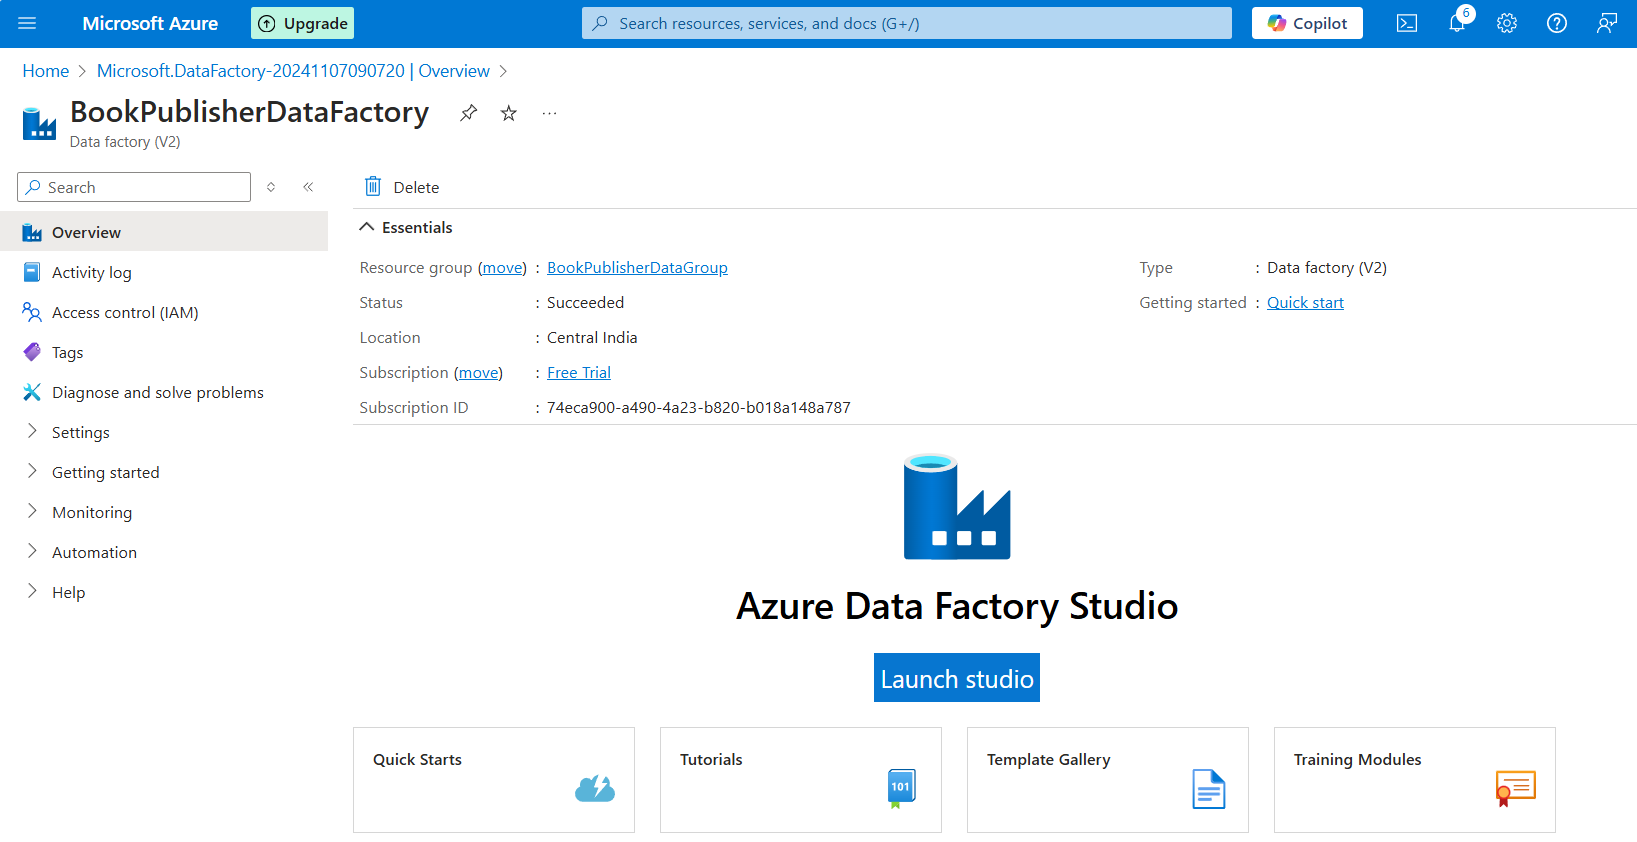 Microsoft Azure
Upgrade
Search resources, services, and docs (G+/)
Copilot
6
Home > Microsoft.DataFactory-20241107090720 | Overview >
BookPublisherDataFactory
...
Data factory (V2)
Search
Delete
Overview
Activity log
Access control (IAM)
Tags
Diagnose and solve problems
Settings
Getting started
Monitoring
Automation
Help
Essentials
Resource group (move) : BookPublisherDataGroup
Status : Succeeded
Location : Central India
Subscription (move) : Free Trial
Subscription ID : 74eca900-a490-4a23-b820-b018a148a787
Type : Data factory (V2)
Getting started : Quick start
Azure Data Factory Studio
Launch studio
Quick Starts
Tutorials
101
Template Gallery
Training Modules